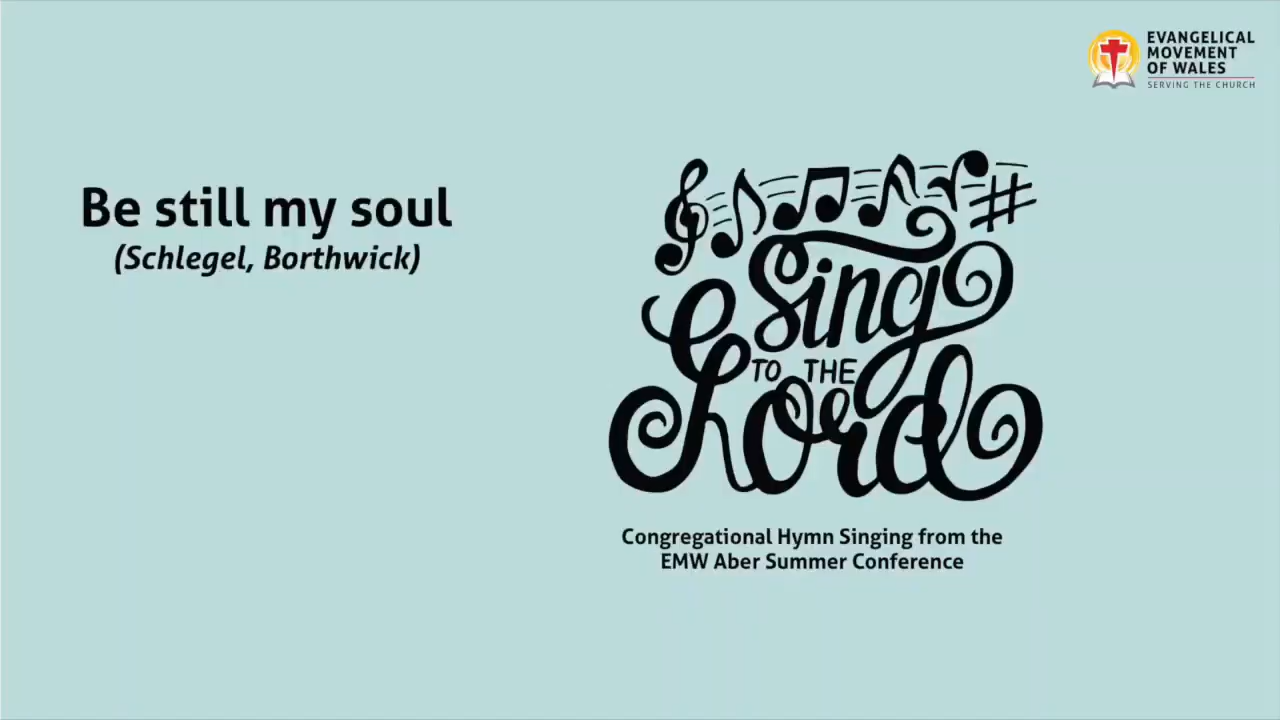 EVANGELICAL
MOVEMENT
OF WALES
SERVING THE CHURCH
Be still my soul
(Schlegel, Borthwick)
Sing
TO THE
Lord
Congregational Hymn Singing from the
EMW Aber Summer Conference